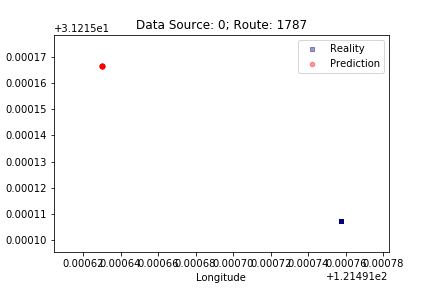 Data Source: 0; Route: 1787
+3.1215e1
Reality
Prediction
0.00017
0.00016
0.00015
0.00014
0.00013
0.00012
0.00011
0.00010
0.00062 0.00064 0.00066 0.00068 0.00070 0.00072 0.00074 0.00076 0.00078
Longitude
+1.21491e2